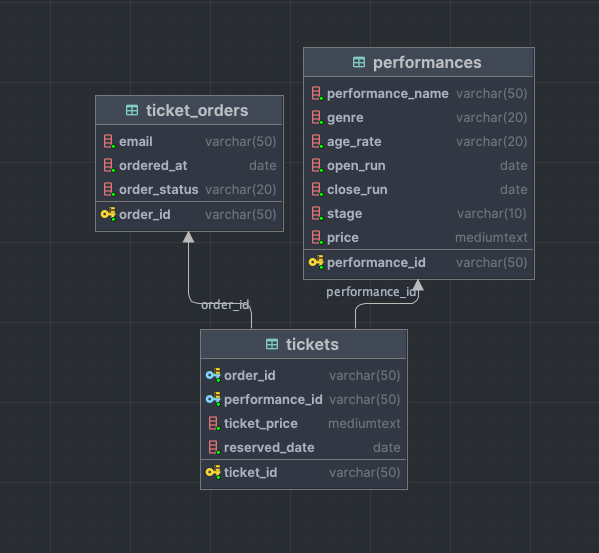 ticket_orders
email varchar(50)
ordered_at date
order_status varchar(20)
order_id varchar(50)
performances
performance_name varchar(50)
genre varchar(20)
age_rate varchar(20)
open_run date
close_run date
stage varchar(10)
price mediumtext
performance_id varchar(50)
order_id
performance_id
tickets
order_id varchar(50)
performance_id varchar(50)
ticket_price mediumtext
reserved_date date
ticket_id varchar(50)